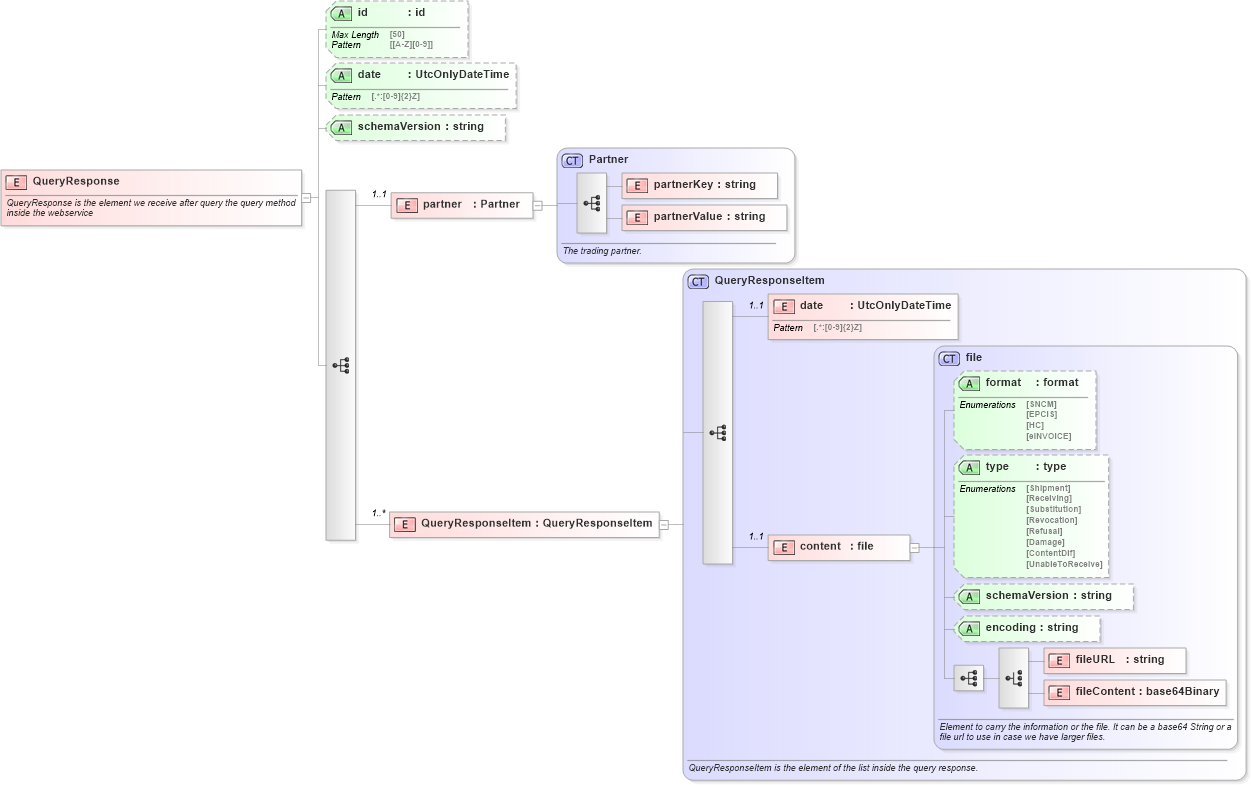 A id : id
Max Length [50]
Pattern [[A-Z][0-9]]
A date : UtcOnlyDateTime
Pattern [.*:[0-9]{2}Z]
A schemaVersion : string
E QueryResponse
QueryResponse is the element we receive after query the query method
inside the webservice
1..1
E partner : Partner
CT Partner
E partnerKey : string
E partnerValue : string
The trading partner.
1..*
E QueryResponseItem : QueryResponseItem
CT QueryResponseItem
1..1
E date : UtcOnlyDateTime
Pattern [.*:[0-9]{2}Z]
1..1
E content : file
CT file
A format : format
Enumerations [SNCM]
[EPCIS]
[HC]
[eINVOICE]
A type : type
Enumerations [Shipment]
[Receiving]
[Substitution]
[Revocation]
[Refusal]
[Damage]
[ContentDif]
[UnableToReceive]
A schemaVersion : string
A encoding : string
E fileURL : string
E fileContent : base64Binary
Element to carry the information or the file. It can be a base64 String or a
file url to use in case we have larger files.
QueryResponseItem is the element of the list inside the query response.